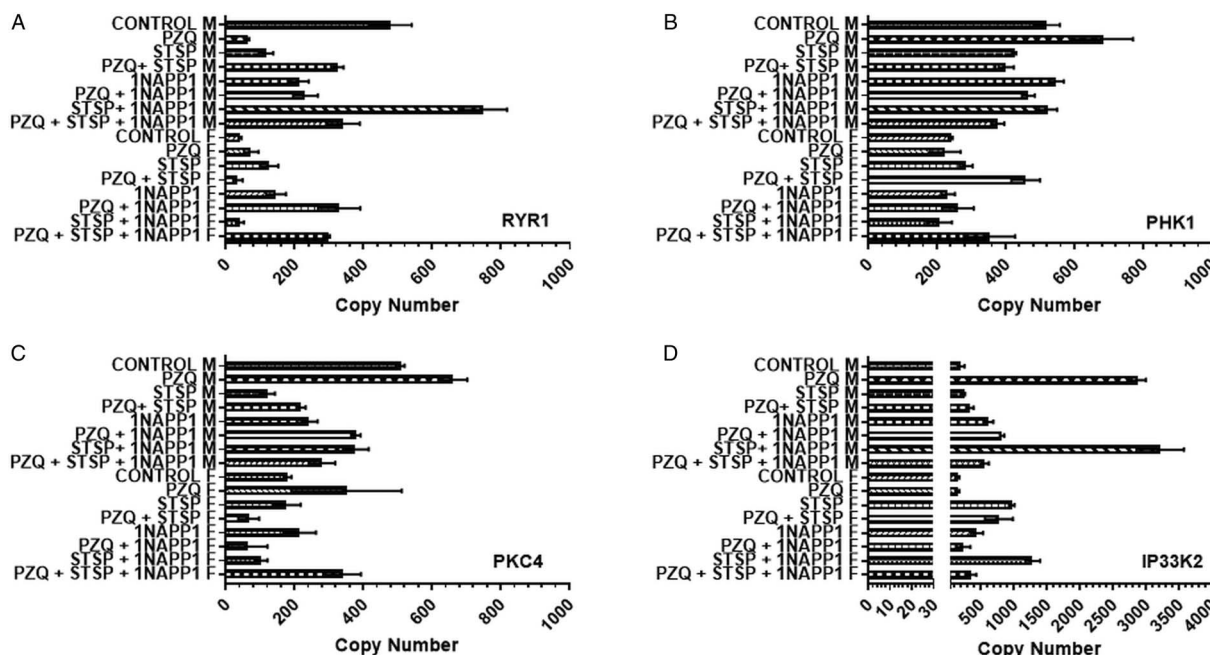 A
CONTROL M
PZQ M
STSP M
PZQ+ STSP M
1NAPP1 M
PZQ + 1NAPP1 M
STSP+ 1NAPP1 M
PZQ + STSP + 1NAPP1 M
CONTROL F
PZQ F
STSP F
PZQ + STSP F
1NAPP1 F
PZQ + 1NAPP1 F
STSP + 1NAPP1 F
PZQ + STSP + 1NAPP1 F
RYR1
0 200 400 600 800 1000
Copy Number
B
CONTROL M
PZQ M
STSP M
PZQ+ STSP M
1NAPP1 M
PZQ + 1NAPP1 M
STSP+ 1NAPP1 M
PZQ + STSP + 1NAPP1 M
CONTROL F
PZQ F
STSP F
PZQ + STSP F
1NAPP1 F
PZQ + 1NAPP1 F
STSP + 1NAPP1 F
PZQ + STSP + 1NAPP1 F
PHK1
0 200 400 600 800 1000
Copy Number
C
CONTROL M
PZQ M
STSP M
PZQ+ STSP M
1NAPP1 M
PZQ + 1NAPP1 M
STSP+ 1NAPP1 M
PZQ + STSP + 1NAPP1 M
CONTROL F
PZQ F
STSP F
PZQ + STSP F
1NAPP1 F
PZQ + 1NAPP1 F
STSP + 1NAPP1 F
PZQ + STSP + 1NAPP1 F
PKC4
0 200 400 600 800 1000
Copy Number
D
CONTROL M
PZQ M
STSP M
PZQ+ STSP M
1NAPP1 M
PZQ + 1NAPP1 M
STSP+ 1NAPP1 M
PZQ + STSP + 1NAPP1 M
CONTROL F
PZQ F
STSP F
PZQ + STSP F
1NAPP1 F
PZQ + 1NAPP1 F
STSP + 1NAPP1 F
PZQ + STSP + 1NAPP1 F
IP33K2
0 10 20 30 500 1000 1500 2000 2500 3000 3500 4000
Copy Number